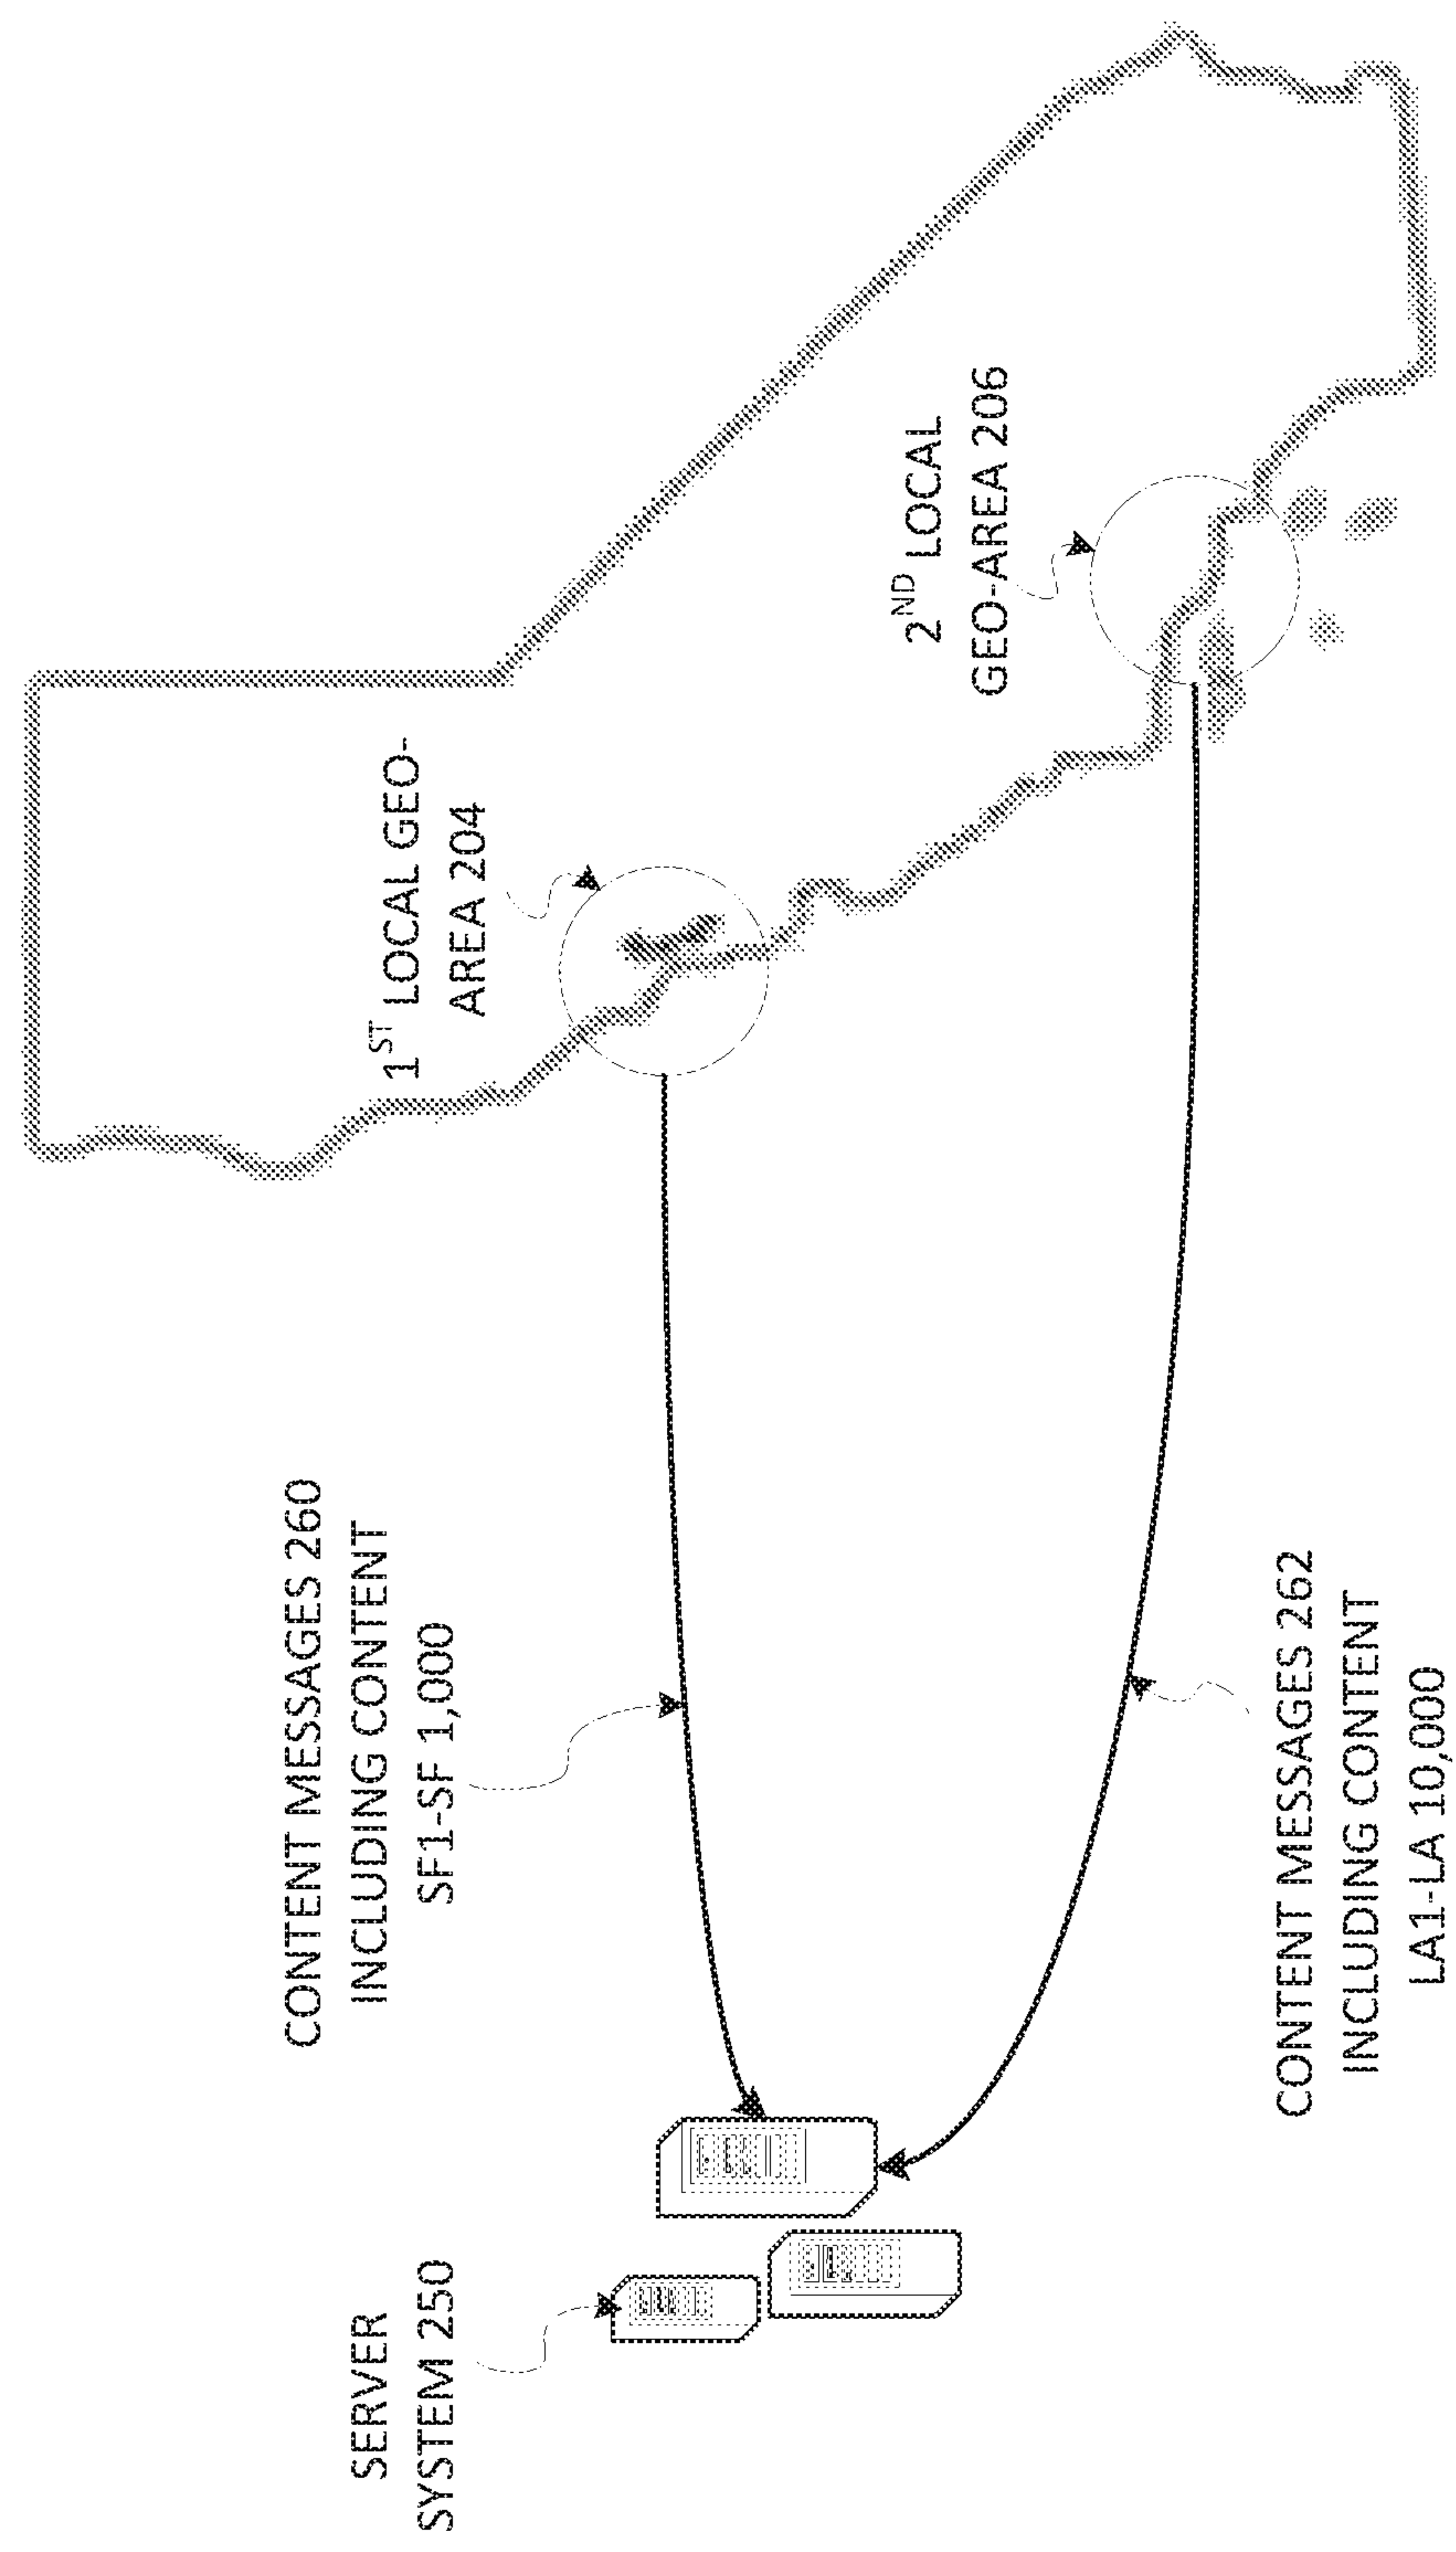 SERVER
SYSTEM 250
CONTENT MESSAGES 260
INCLUDING CONTENT
SF1-SF 1,000
1ST LOCAL GEO-
AREA 204
2ND LOCAL
GEO-AREA 206
CONTENT MESSAGES 262
INCLUDING CONTENT
LA1-LA 10,000